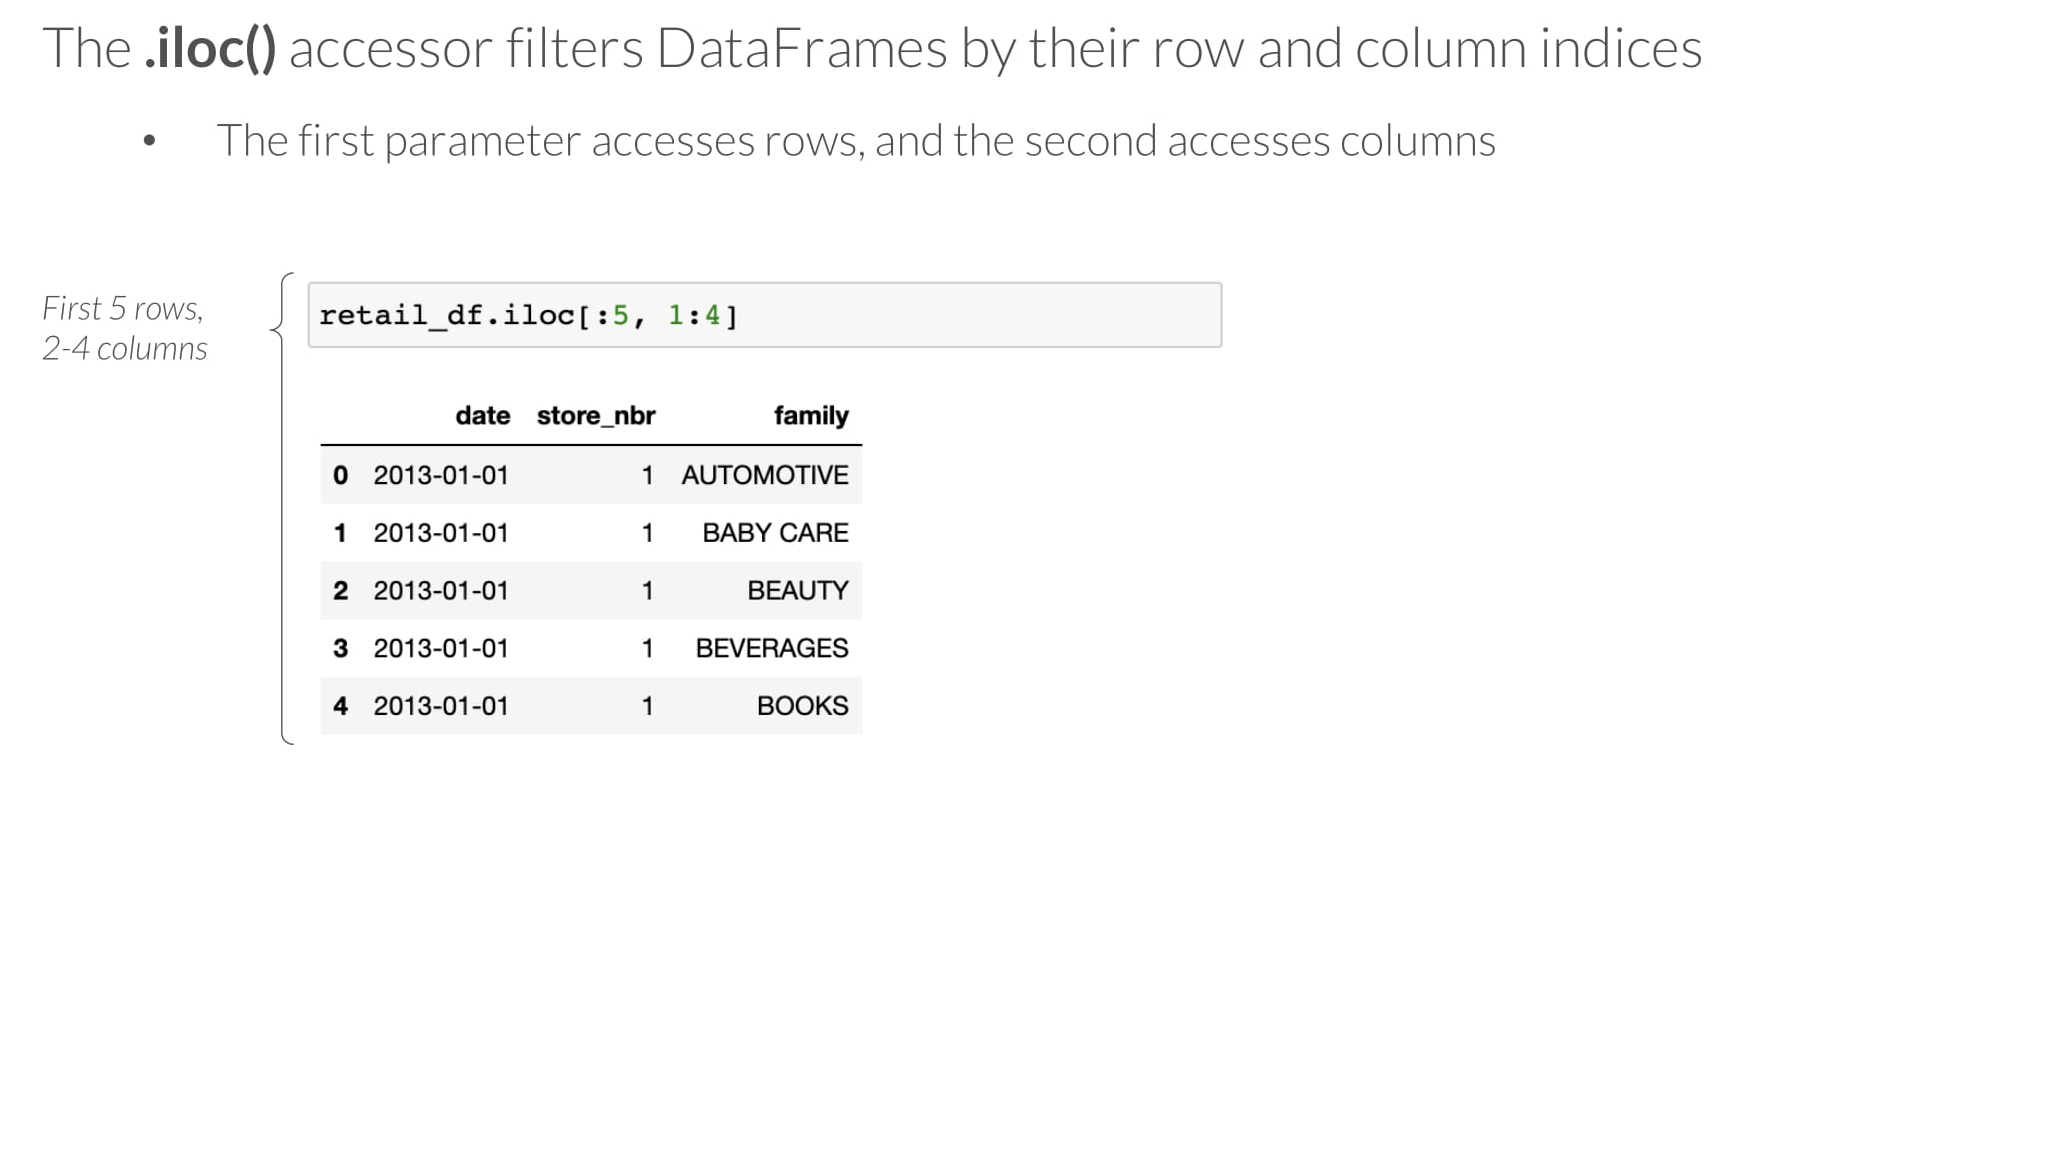 The .iloc() accessor filters DataFrames by their row and column indices
• The first parameter accesses rows, and the second accesses columns
First 5 rows,
2-4 columns
retail_df.iloc[:5, 1:4]
date store_nbr family
0 2013-01-01 1 AUTOMOTIVE
1 2013-01-01 1 BABY CARE
2 2013-01-01 1 BEAUTY
3 2013-01-01 1 BEVERAGES
4 2013-01-01 1 BOOKS